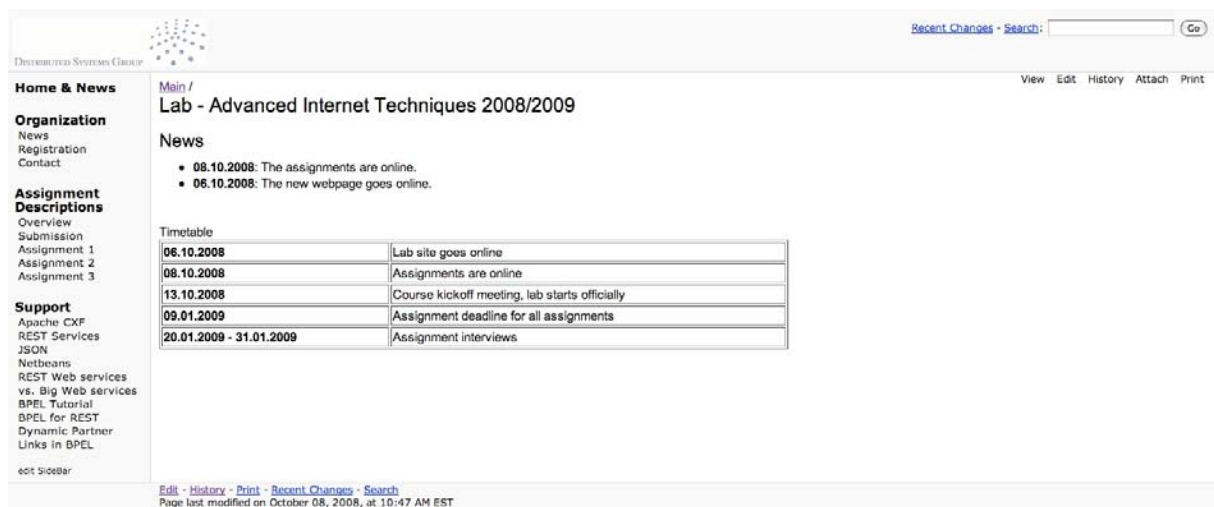 DISTRIBUTED SYSTEMS GROUP
Recent Changes - Search: Go
View Edit History Attach Print
Home & News
Organization
News
Registration
Contact
Assignment
Descriptions
Overview
Submission
Assignment 1
Assignment 2
Assignment 3
Support
Apache CXF
REST Services
JSON
Netbeans
REST Web services
vs. Big Web services
BPEL Tutorial
BPEL for REST
Dynamic Partner
Links in BPEL
edit SideBar
Main /
Lab - Advanced Internet Techniques 2008/2009
News
• 08.10.2008: The assignments are online.
• 06.10.2008: The new webpage goes online.
Timetable
06.10.2008 Lab site goes online
08.10.2008 Assignments are online
13.10.2008 Course kickoff meeting, lab starts officially
09.01.2009 Assignment deadline for all assignments
20.01.2009 - 31.01.2009 Assignment interviews
Edit - History - Print - Recent Changes - Search
Page last modified on October 08, 2008, at 10:47 AM EST